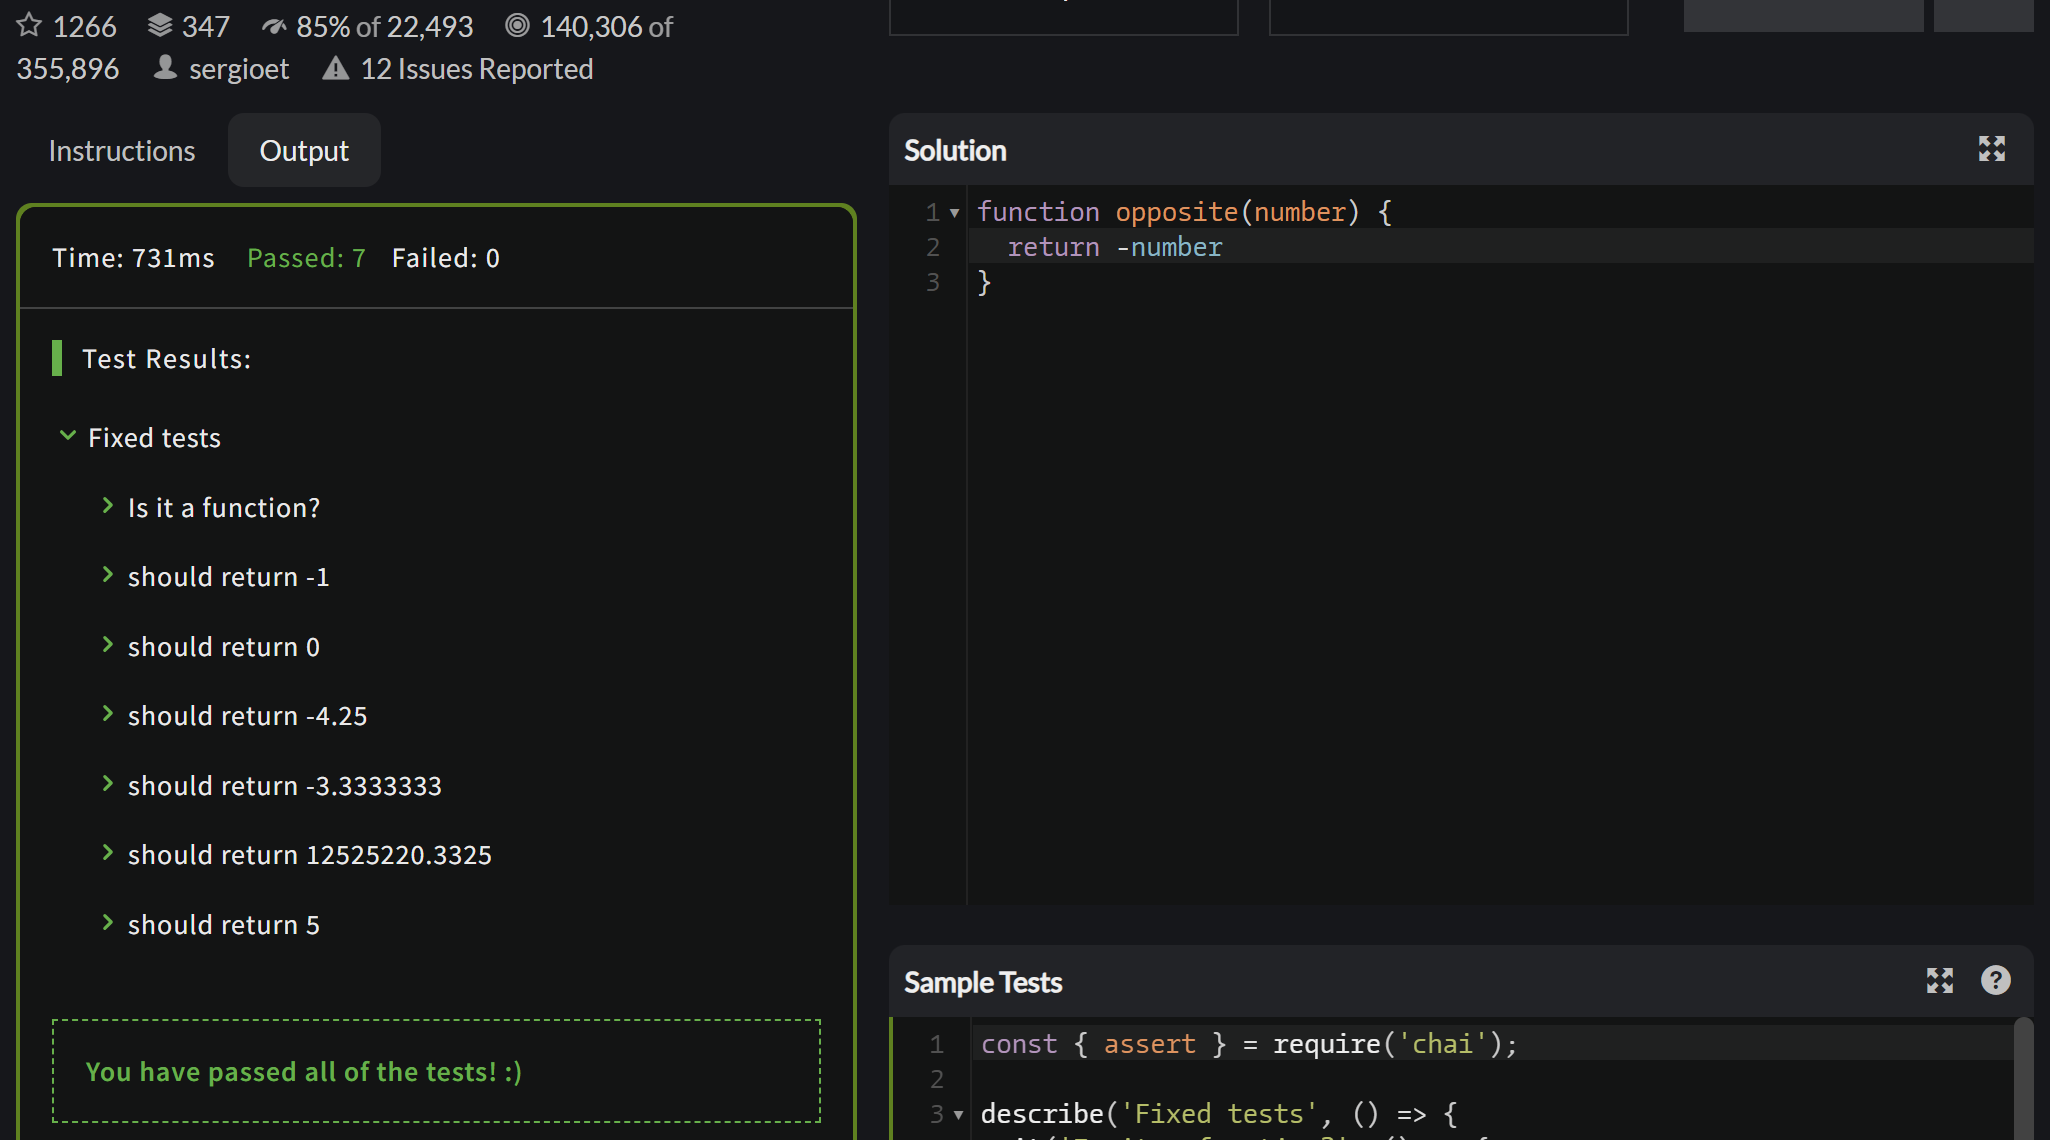 1266 347 85% of 22,493 140,306 of
355,896 sergioet 12 Issues Reported
Instructions Output
Time: 731ms Passed: 7 Failed: 0
Test Results:
Fixed tests
Is it a function?
should return -1
should return 0
should return -4.25
should return -3.3333333
should return 12525220.3325
should return 5
You have passed all of the tests! :)
Solution
1 function opposite(number) {
2 return -number
3 }
Sample Tests
1 const { assert } = require('chai');
2
3 describe('Fixed tests', () => {